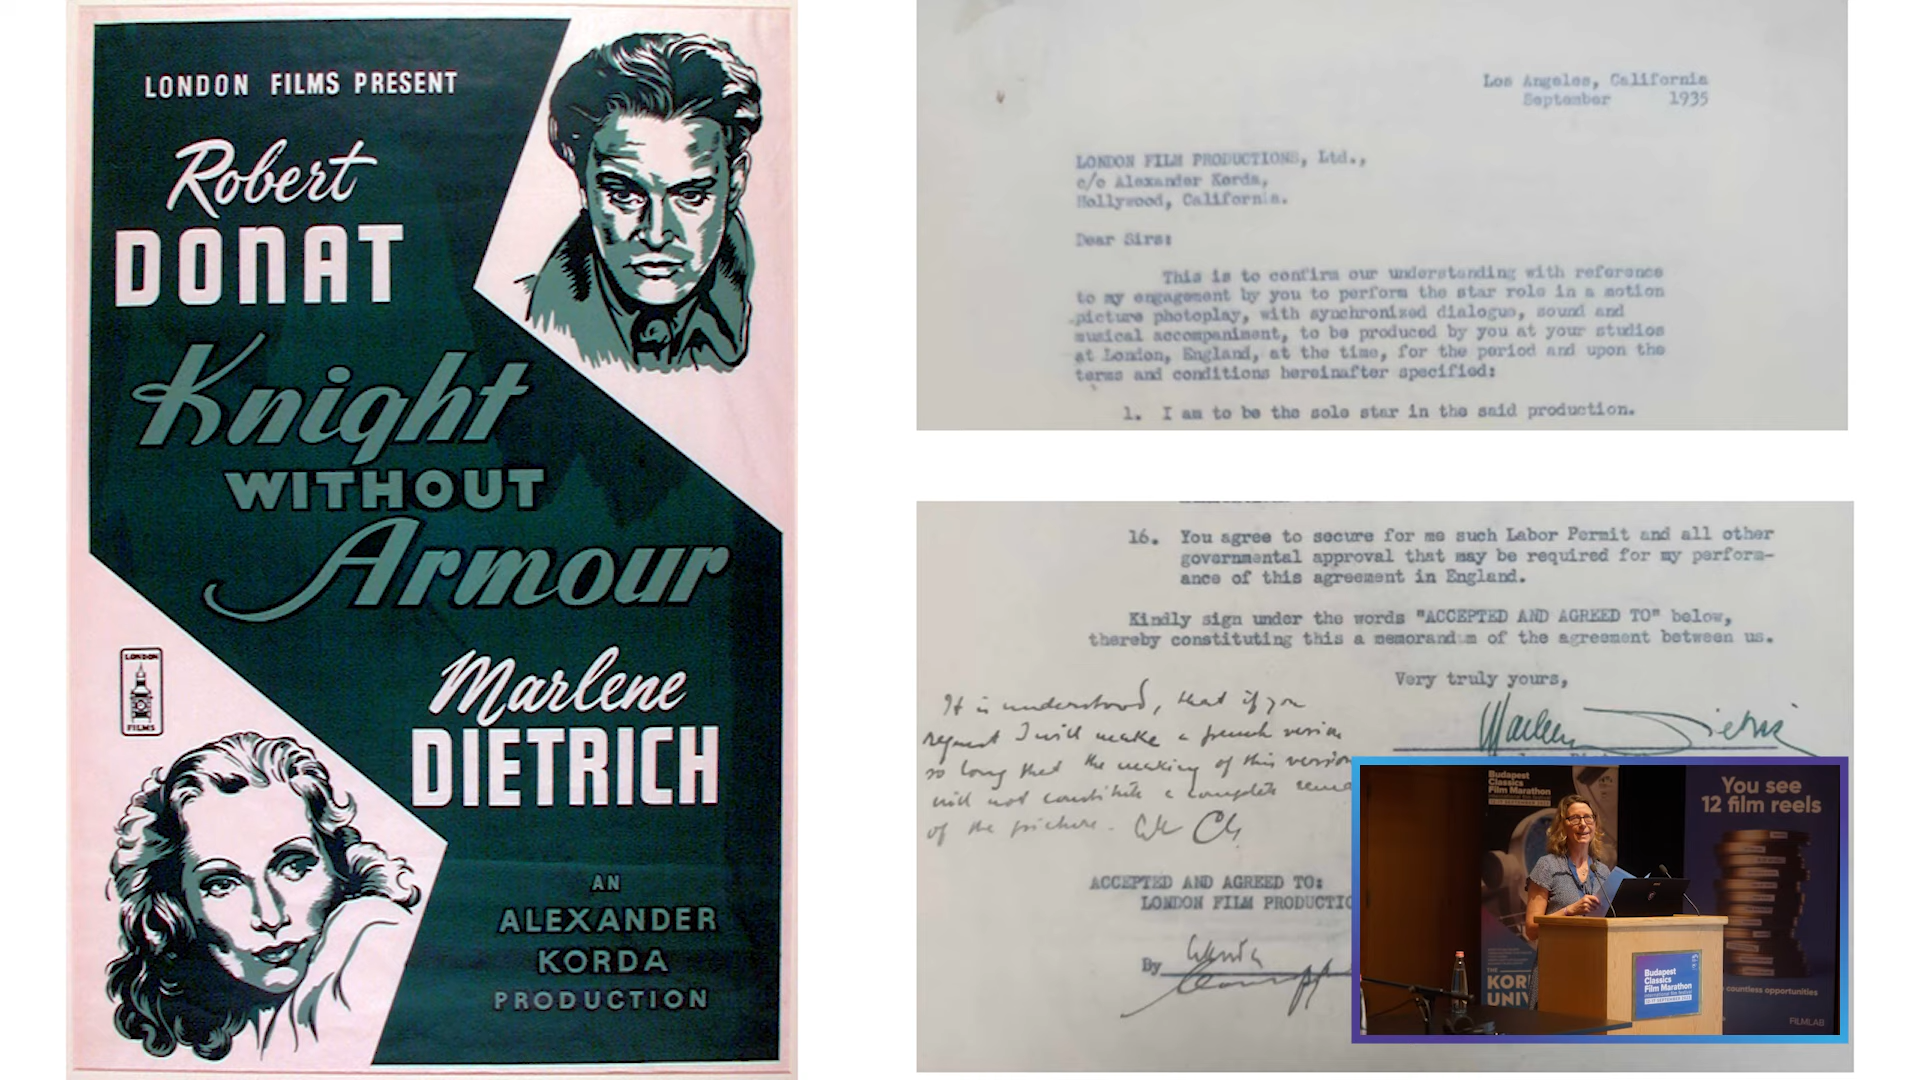 LONDON FILMS PRESENT
Robert
DONAT
Knight
WITHOUT
Armour
Marlene
DIETRICH
LONDON
FILMS
AN
ALEXANDER
KORDA
PRODUCTION
Los Angeles, California
September 1935
LONDON FILM PRODUCTIONS, Ltd.,
c/o Alexander Korda,
Hollywood, California.
Dear Sirs:
This is to confirm our understanding with reference
to my engagement by you to perform the star role in a motion
picture photoplay, with synchronized dialogue, sound and
musical accompaniment, to be produced by you at your studios
at London, England, at the time, for the period and upon the
terms and conditions hereinafter specified:
1. I am to be the sole star in the said production.
16. You agree to secure for me such Labor Permit and all other
governmental approval that may be required for my perform-
ance of this agreement in England.
Kindly sign under the words "ACCEPTED AND AGREED TO" below,
thereby constituting this a memorandum of the agreement between us.
Very truly yours,
Marlene Dietrich
It is understood, that if you
request I will make a french version
so long that the making of this version
will not constitute a complete
of the picture.
ACCEPTED AND AGREED TO:
LONDON FILM PRODUCTIO
By
Budapest
Classics
Film Marathon
You see
12 film reels
THE
KOR
UNIV
Budapest
Classics
Film Marathon
countless opportunities
FILMLAB